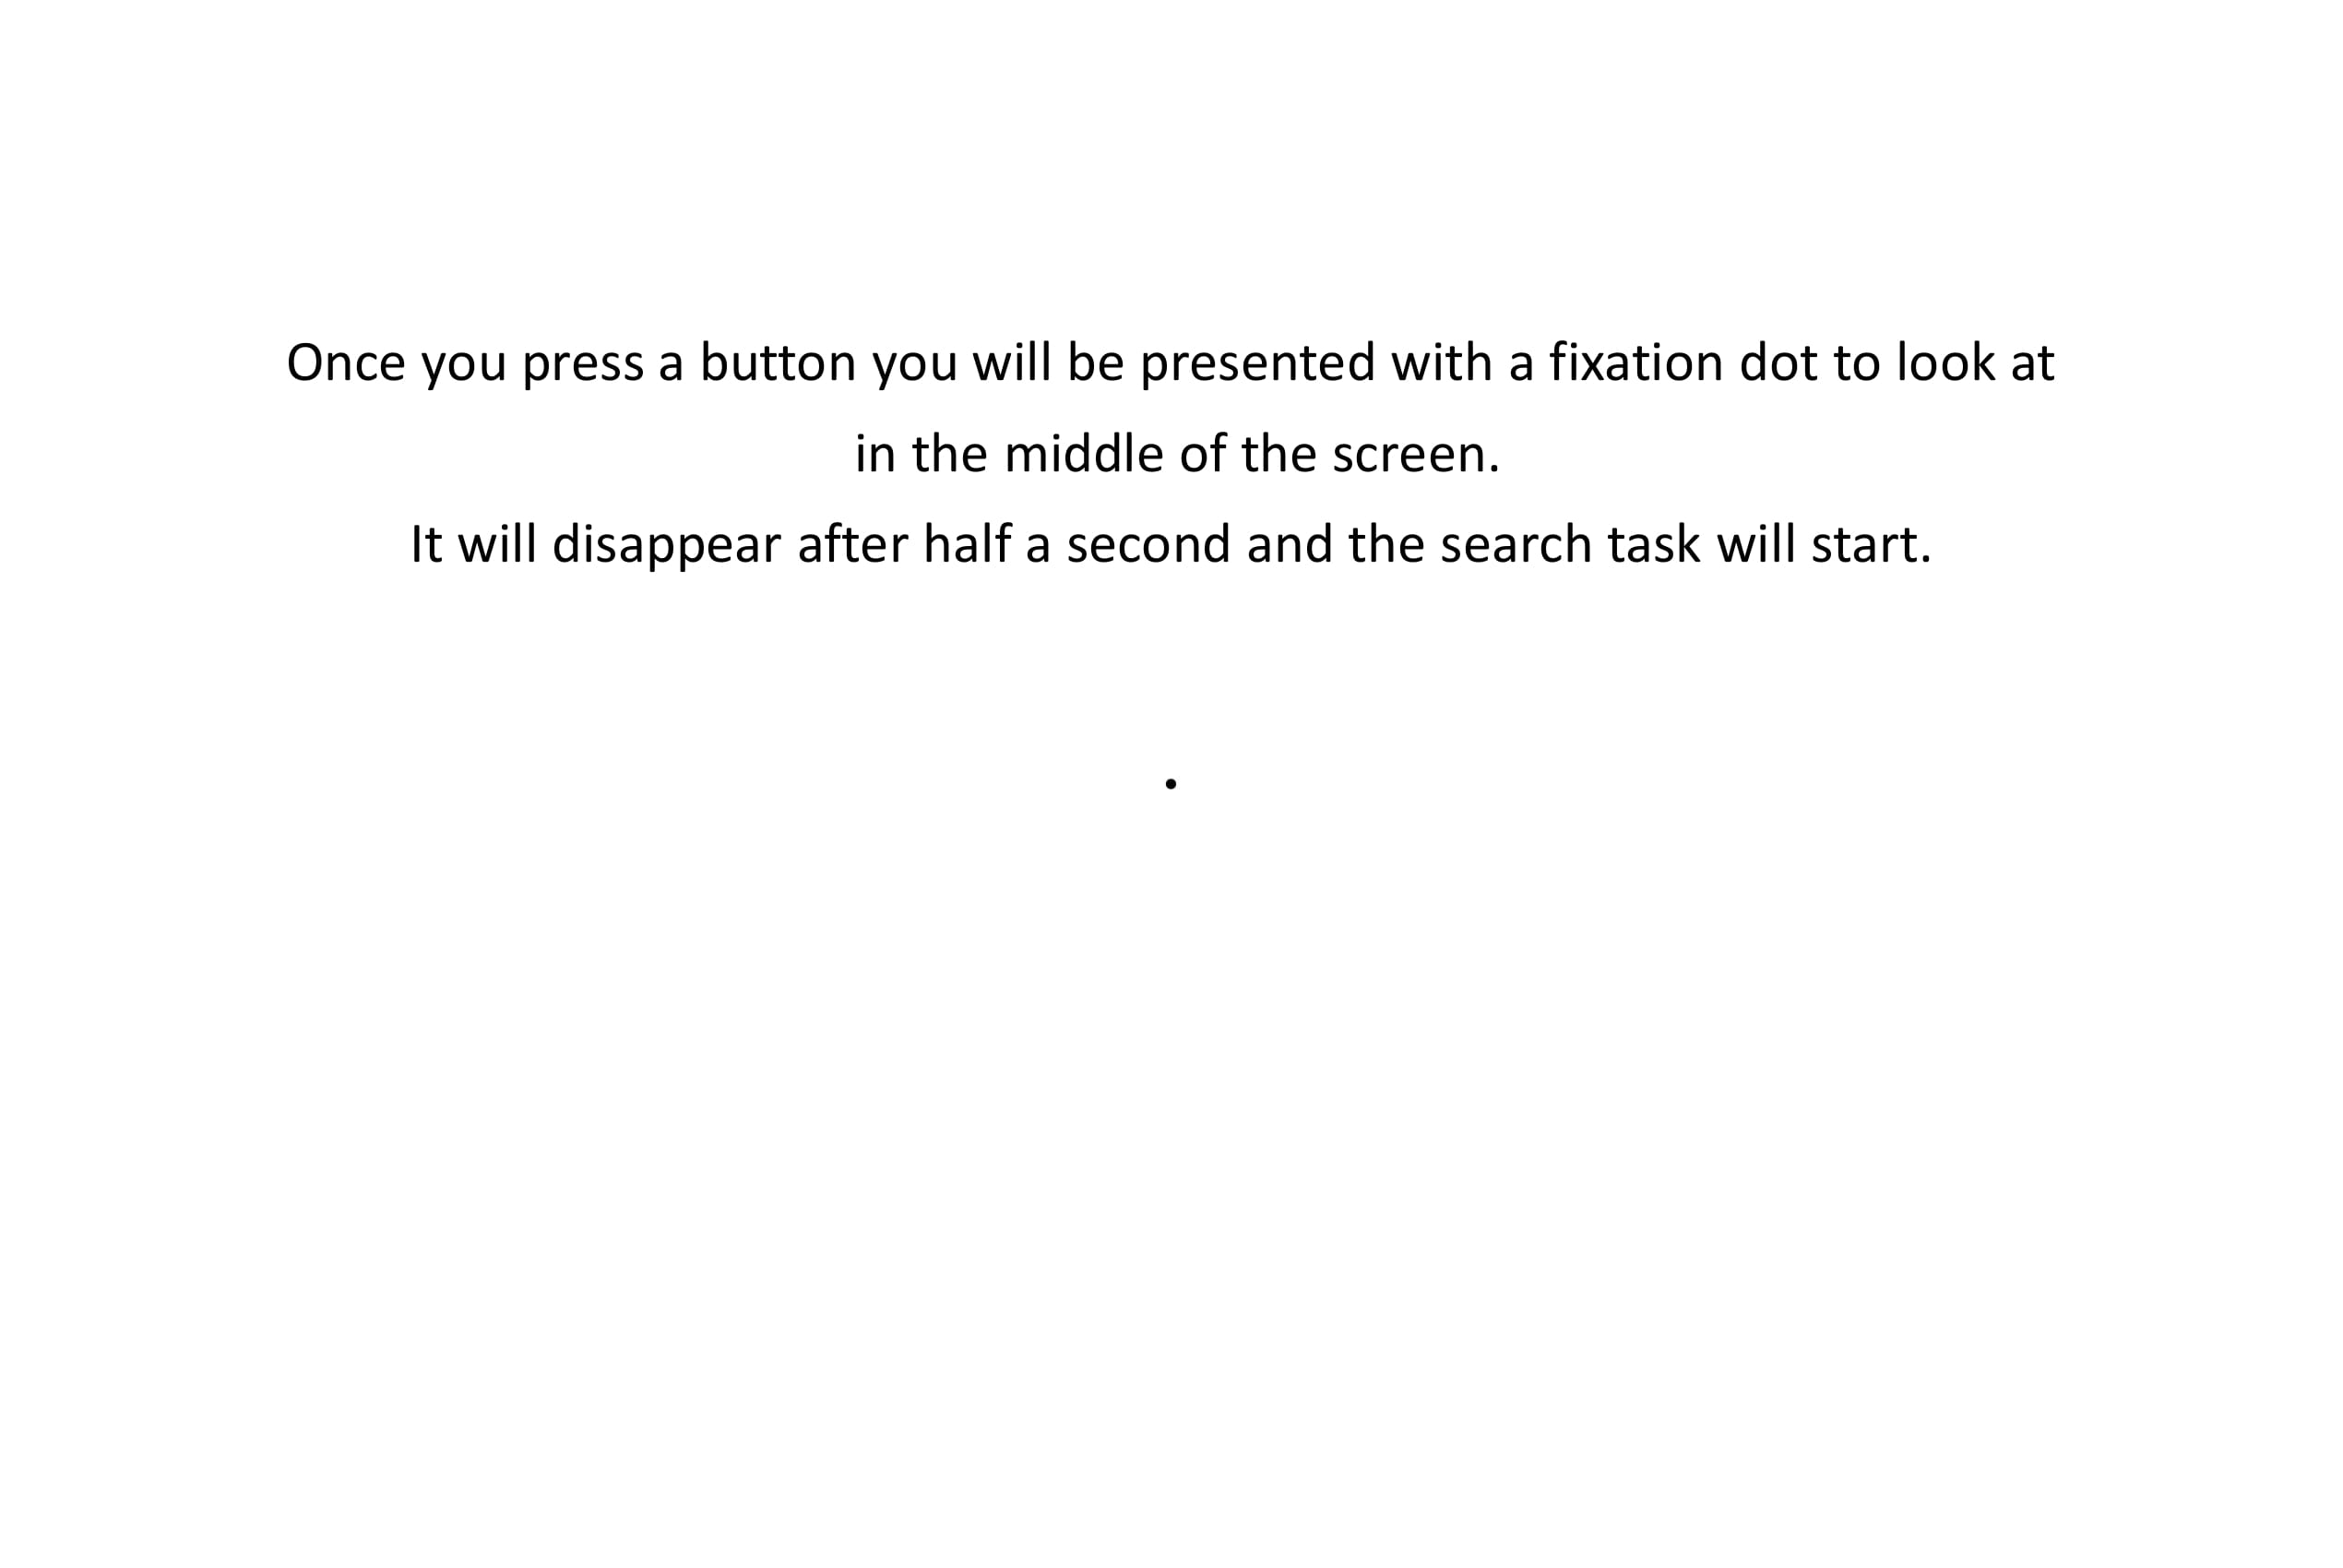 Once you press a button you will be presented with a fixation dot to look at
in the middle of the screen.
It will disappear after half a second and the search task will start.